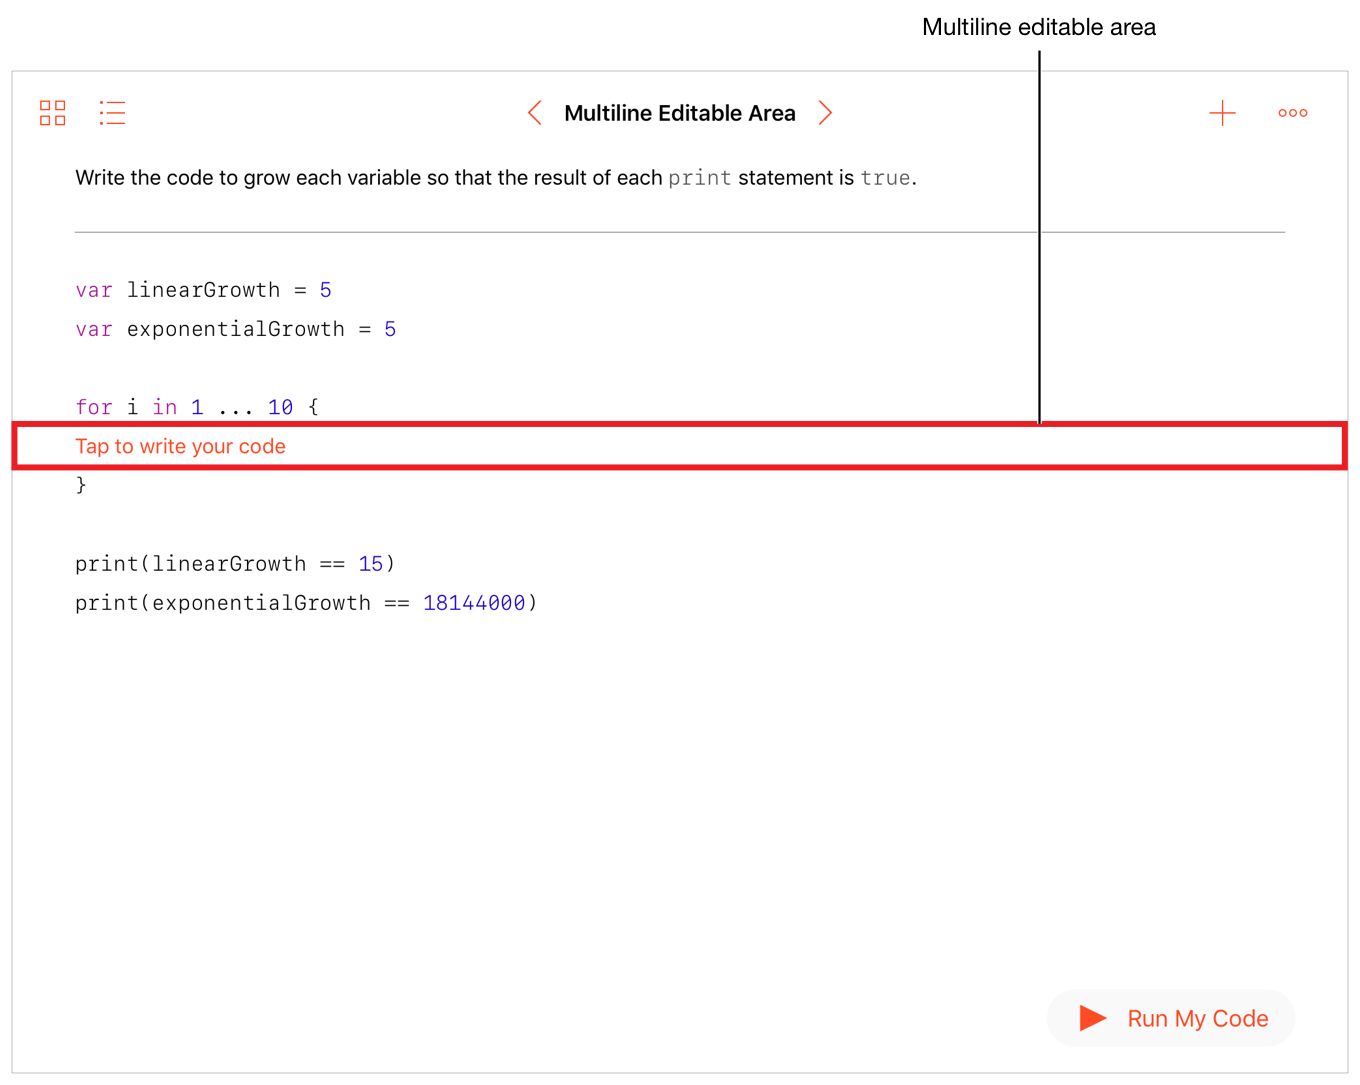 Multiline editable area
Multiline Editable Area
Write the code to grow each variable so that the result of each print statement is true.
var linearGrowth = 5
var exponentialGrowth = 5
for i in 1 ... 10 {
Tap to write your code
}
print(linearGrowth == 15)
print(exponentialGrowth == 18144000)
Run My Code